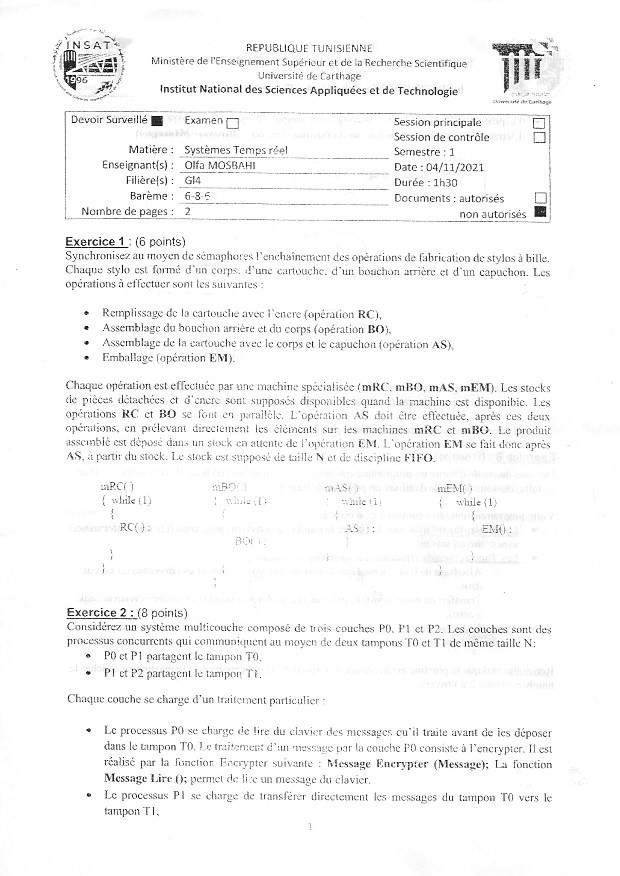 INSAT
1996
REPUBLIQUE TUNISIENNE
Ministère de l'Enseignement Supérieur et de la Recherche Scientifique
Université de Carthage
Institut National des Sciences Appliquées et de Technologie
Université de Carthage
Devoir Surveillé ■ Examen □ Session principale □
Session de contrôle □
Matière : Systèmes Temps réel Semestre : 1
Enseignant(s) : Olfa MOSBAHI Date : 04/11/2021
Filière(s) : Gl4 Durée : 1h30
Barème : 6-8-6 Documents : autorisés □
Nombre de pages : 2 non autorisés ■
Exercice 1 : (6 points)
Synchronisez au moyen de sémaphores l'enchaînement des opérations de fabrication de stylos à bille.
Chaque stylo est formé d'un corps, d'une cartouche, d'un bouchon arrière et d'un capuchon. Les
opérations à effectuer sont les suivantes :
• Remplissage de la cartouche avec l'encre (opération RC),
• Assemblage du bouchon arrière et du corps (opération BO),
• Assemblage de la cartouche avec le corps et le capuchon (opération AS),
• Emballage (opération EM).
Chaque opération est effectuée par une machine spécialisée (mRC, mBO, mAS, mEM). Les stocks
de pièces détachées et d'encre sont supposés disponibles quand la machine est disponible. Les
opérations RC et BO se font en parallèle. L'opération AS doit être effectuée, après ces deux
opérations, en prélevant directement les éléments sur les machines mRC et mBO. Le produit
assemblé est déposé dans un stock en attente de l'opération EM. L'opération EM se fait donc après
AS, à partir du stock. Le stock est supposé de taille N et de discipline FIFO.
mRC( ) mBO( ) mAS( ) mEM( )
{ while (1) { while (1) { while (1) { while (1)
{ { { {
RC( ) ; AS( ) ; EM() ;
BO( ) ; }
} }
} } }
Exercice 2 : (8 points)
Considérez un système multicouche composé de trois couches P0, P1 et P2. Les couches sont des
processus concurrents qui communiquent au moyen de deux tampons T0 et T1 de même taille N:
• P0 et P1 partagent le tampon T0,
• P1 et P2 partagent le tampon T1.
Chaque couche se charge d'un traitement particulier :
• Le processus P0 se charge de lire du clavier des messages qu'il traite avant de les déposer
dans le tampon T0. Le traitement d'un message par la couche P0 consiste à l'encrypter. Il est
réalisé par la fonction Encrypter suivante : Message Encrypter (Message); La fonction
Message Lire (); permet de lire un message du clavier.
• Le processus P1 se charge de transférer directement les messages du tampon T0 vers le
tampon T1,
1